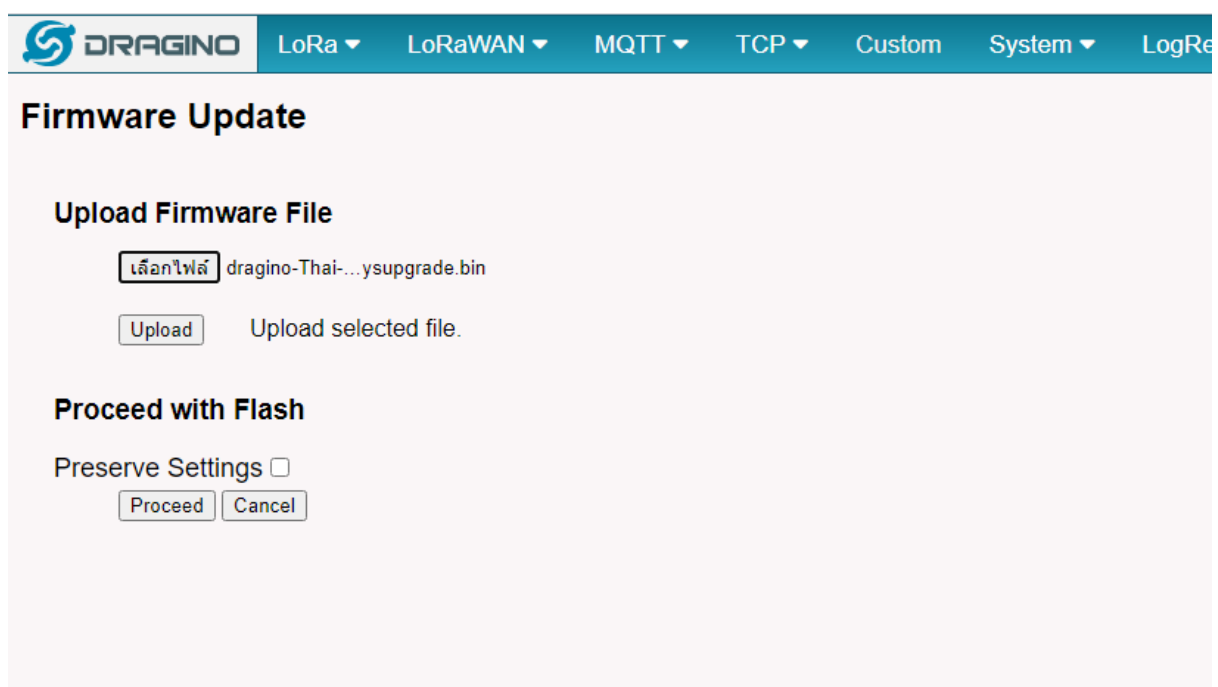 DRAGINO LoRa LoRaWAN MQTT TCP Custom System LogRe
Firmware Update
Upload Firmware File
เลือกไฟล์ dragino-Thai-...ysupgrade.bin
Upload Upload selected file.
Proceed with Flash
Preserve Settings
Proceed Cancel